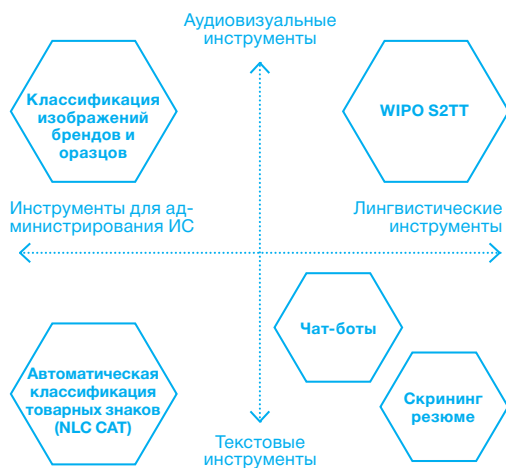 Аудиовизуальные
инструменты
Классификация
изображений
брендов и
оразцов
WIPO S2TT
Инструменты для ад-
министрирования ИС
Лингвистические
инструменты
Чат-боты
Автоматическая
классификация
товарных знаков
(NLC CAT)
Скрининг
резюме
Текстовые
инструменты